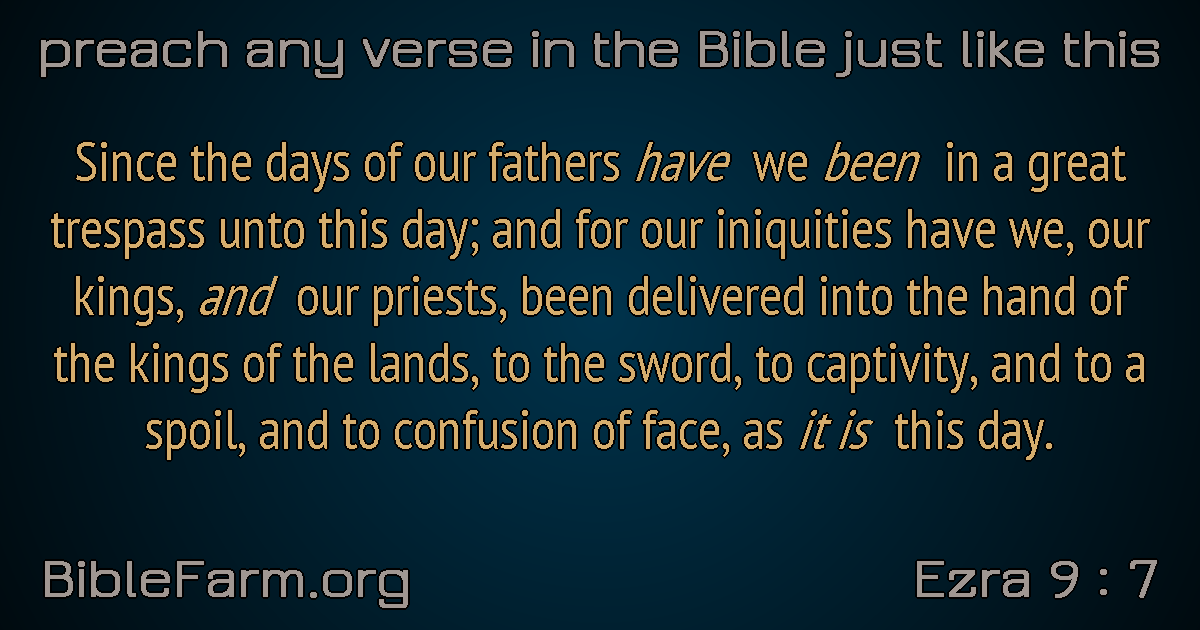 preach any verse in the Bible just like this
Since the days of our fathers have we been in a great
trespass unto this day; and for our iniquities have we, our
kings, and our priests, been delivered into the hand of
the kings of the lands, to the sword, to captivity, and to a
spoil, and to confusion of face, as it is this day.
BibleFarm.org
Ezra 9 : 7